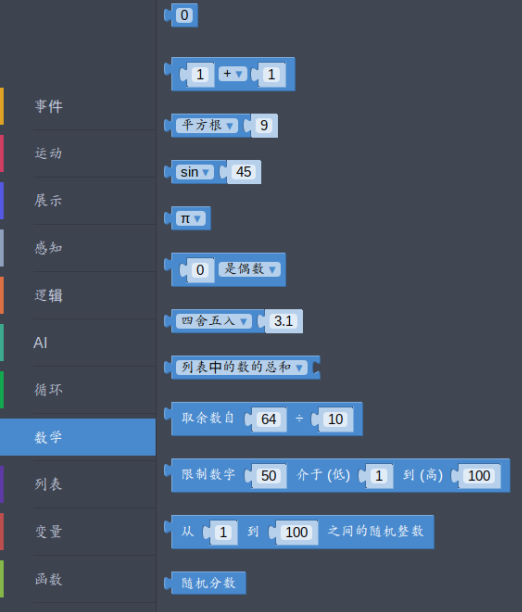 事件
运动
展示
感知
逻辑
AI
循环
数学
列表
变量
函数
0
1 + ▾ 1
平方根 ▾ 9
sin ▾ 45
π ▾
0 是偶数 ▾
四舍五入 ▾ 3.1
列表中的数的总和 ▾
取余数自 64 ÷ 10
限制数字 50 介于 (低) 1 到 (高) 100
从 1 到 100 之间的随机整数
随机分数